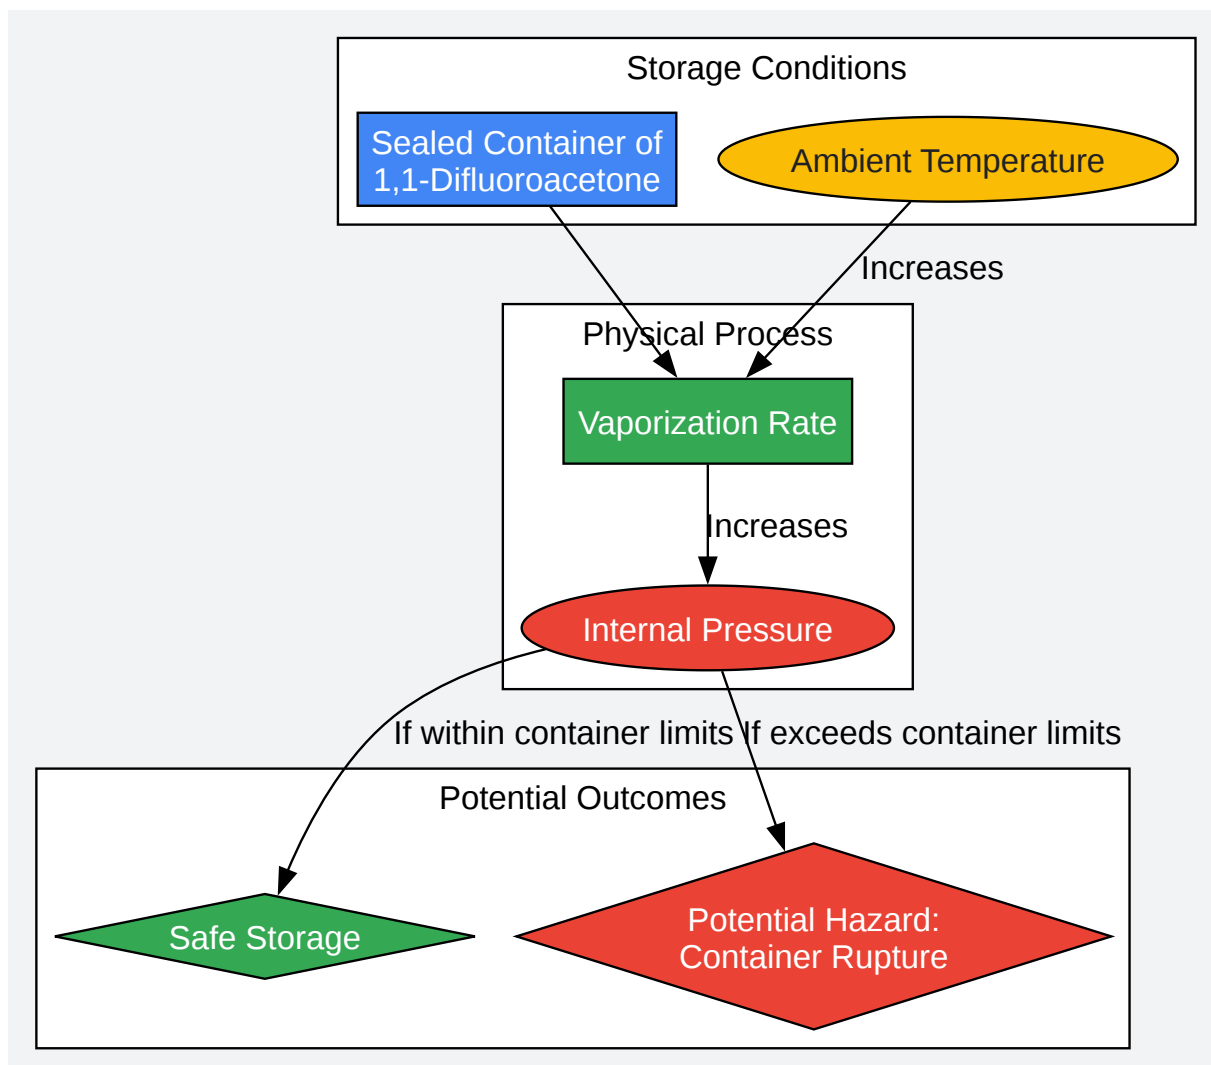 Storage Conditions
Sealed Container of
1,1-Difluoroacetone
Ambient Temperature
Increases
Physical Process
Vaporization Rate
Increases
Internal Pressure
If within container limits
If exceeds container limits
Potential Outcomes
Safe Storage
Potential Hazard:
Container Rupture